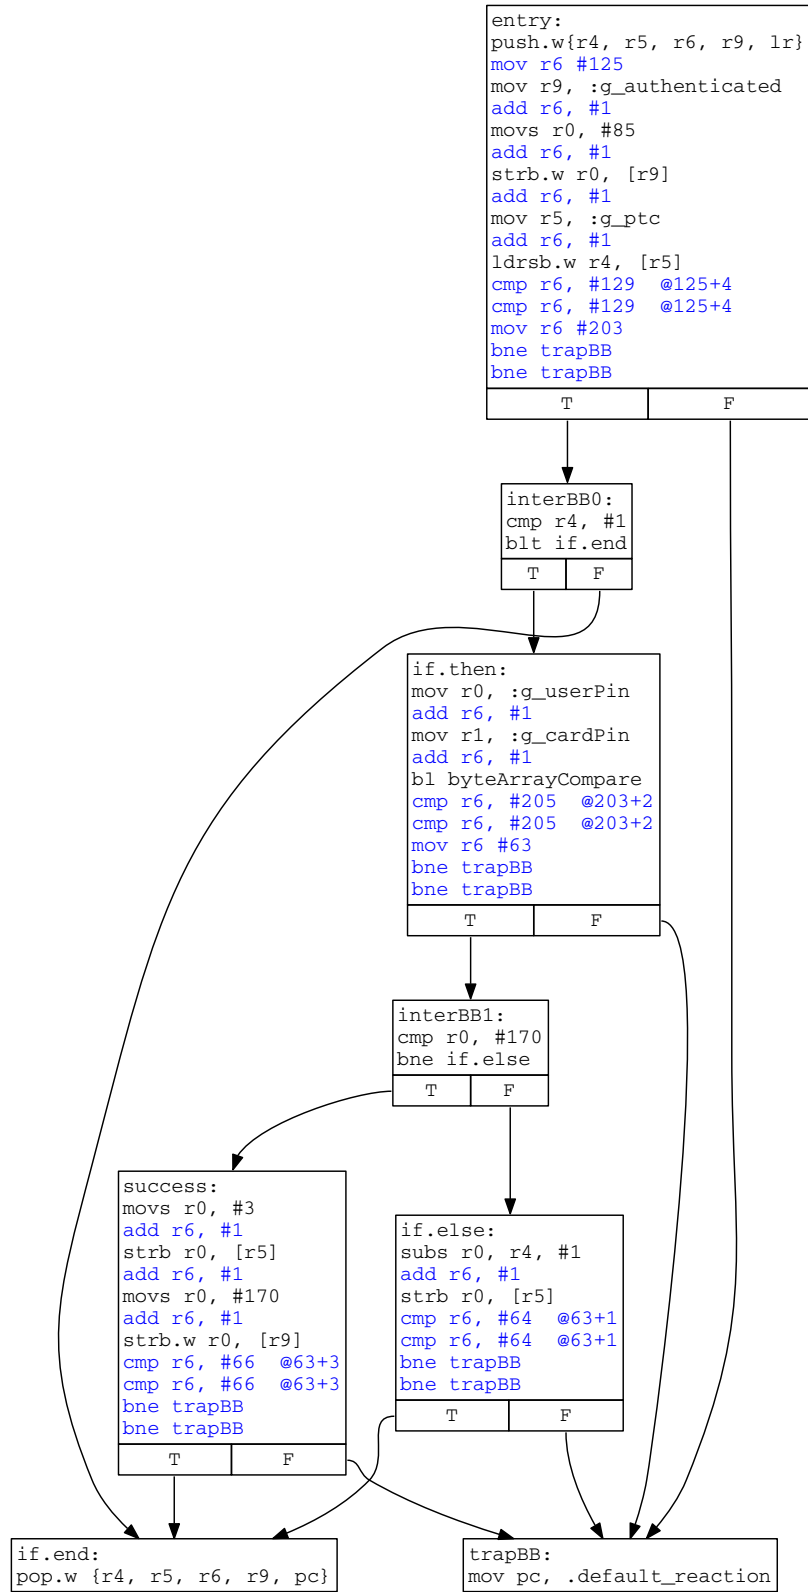 entry:
push.w{r4, r5, r6, r9, lr}
mov r6 #125
mov r9, :g_authenticated
add r6, #1
movs r0, #85
add r6, #1
strb.w r0, [r9]
add r6, #1
mov r5, :g_ptc
add r6, #1
ldrsb.w r4, [r5]
cmp r6, #129  @125+4
cmp r6, #129  @125+4
mov r6 #203
bne trapBB
bne trapBB
T F
interBB0:
cmp r4, #1
blt if.end
T F
if.then:
mov r0, :g_userPin
add r6, #1
mov r1, :g_cardPin
add r6, #1
bl byteArrayCompare
cmp r6, #205  @203+2
cmp r6, #205  @203+2
mov r6 #63
bne trapBB
bne trapBB
T F
interBB1:
cmp r0, #170
bne if.else
T F
success:
movs r0, #3
add r6, #1
strb r0, [r5]
add r6, #1
movs r0, #170
add r6, #1
strb.w r0, [r9]
cmp r6, #66  @63+3
cmp r6, #66  @63+3
bne trapBB
bne trapBB
T F
if.else:
subs r0, r4, #1
add r6, #1
strb r0, [r5]
cmp r6, #64  @63+1
cmp r6, #64  @63+1
bne trapBB
bne trapBB
T F
if.end:
pop.w {r4, r5, r6, r9, pc}
trapBB:
mov pc, .default_reaction